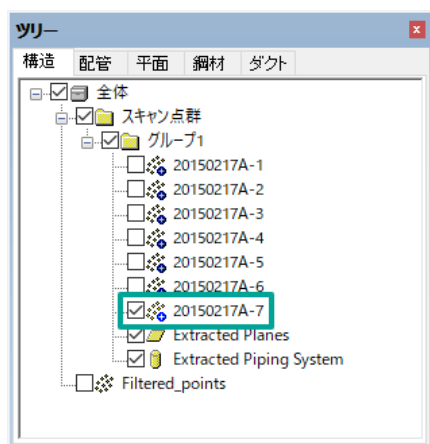 ツリー
構造 配管 平面 鋼材 ダクト
全体
スキャン点群
グループ1
20150217A-1
20150217A-2
20150217A-3
20150217A-4
20150217A-5
20150217A-6
20150217A-7
Extracted Planes
Extracted Piping System
Filtered_points